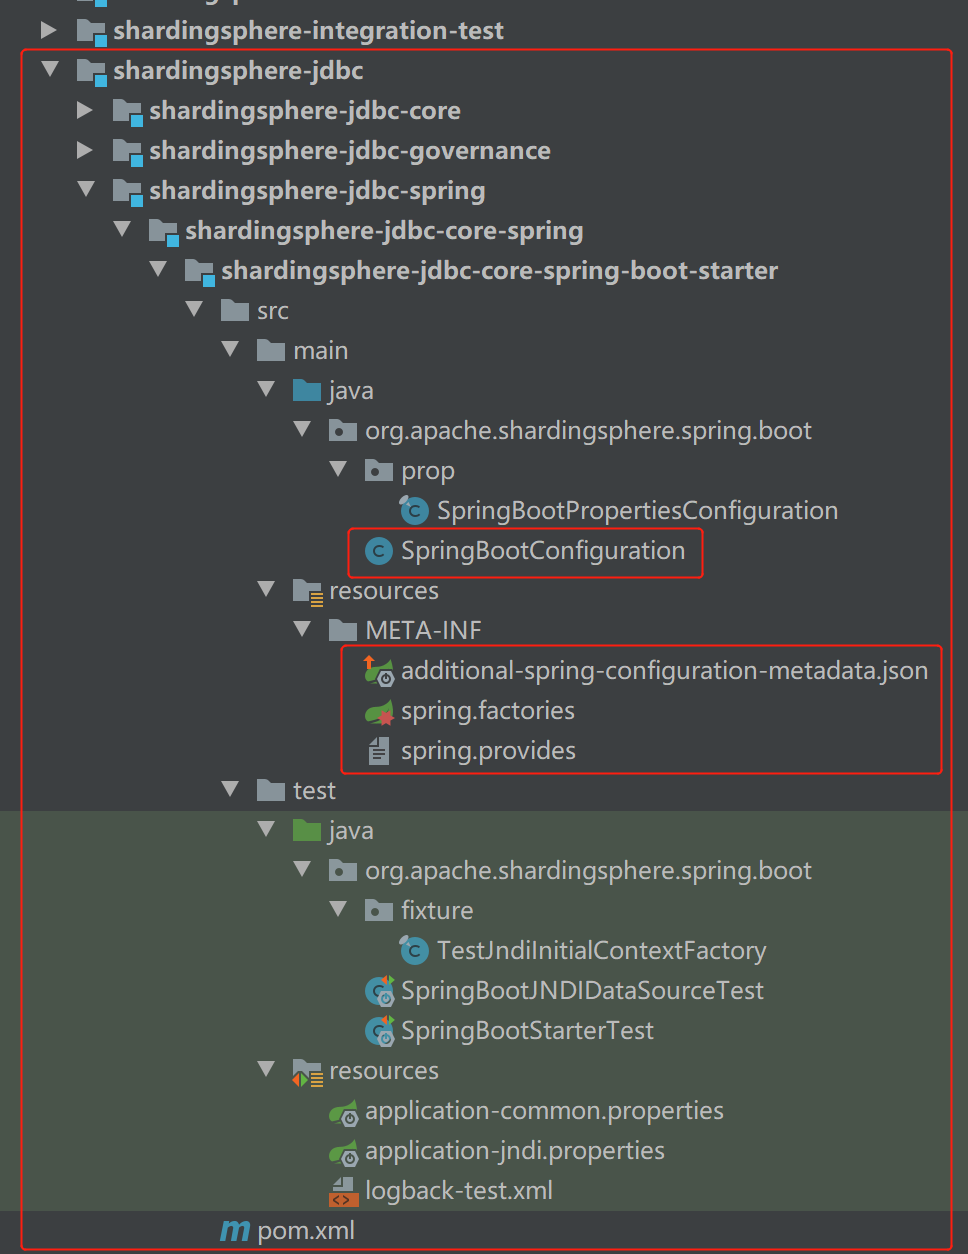 shardingsphere-integration-test
shardingsphere-jdbc
shardingsphere-jdbc-core
shardingsphere-jdbc-governance
shardingsphere-jdbc-spring
shardingsphere-jdbc-core-spring
shardingsphere-jdbc-core-spring-boot-starter
src
main
java
org.apache.shardingsphere.spring.boot
prop
SpringBootPropertiesConfiguration
SpringBootConfiguration
resources
META-INF
additional-spring-configuration-metadata.json
spring.factories
spring.provides
test
java
org.apache.shardingsphere.spring.boot
fixture
TestJndiInitialContextFactory
SpringBootJNDIDataSourceTest
SpringBootStarterTest
resources
application-common.properties
application-jndi.properties
logback-test.xml
pom.xml